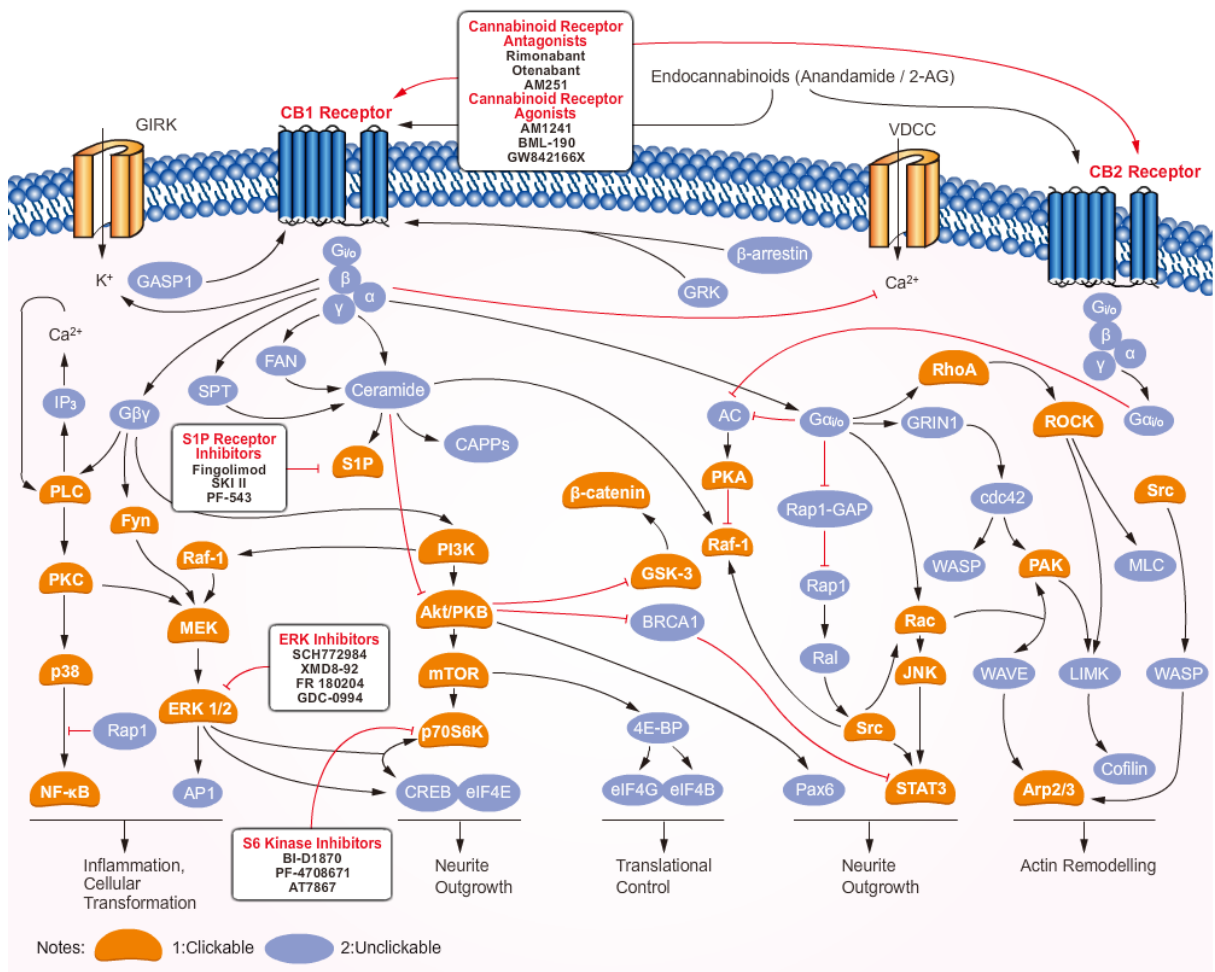 Cannabinoid Receptor
Antagonists
Rimonabant
Otenabant
AM251
Cannabinoid Receptor
Agonists
AM1241
BML-190
GW842166X
Endocannabinoids (Anandamide / 2-AG)
CB1 Receptor
GIRK
VDCC
CB2 Receptor
Gi/o
β
γ
α
β-arrestin
GRK
K⁺
GASP1
Ca²⁺
Ca²⁺
Gi/o
β
γ
α
FAN
SPT
Ceramide
CAPPs
IP₃
Gβγ
RhoA
AC
Gαi/o
GRIN1
ROCK
Gαi/o
S1P Receptor
Inhibitors
Fingolimod
SKI II
PF-543
S1P
PLC
Fyn
β-catenin
PKA
Rap1-GAP
cdc42
Src
Raf-1
PI3K
Raf-1
GSK-3
WASP
PAK
MLC
PKC
MEK
Akt/PKB
BRCA1
Rap1
Rac
ERK Inhibitors
SCH772984
XMD8-92
FR 180204
GDC-0994
p38
mTOR
Ral
JNK
WAVE
LIMK
WASP
ERK 1/2
Rap1
p70S6K
4E-BP
Src
NF-κB
AP1
CREB
eIF4E
eIF4G
eIF4B
Pax6
STAT3
Arp2/3
Cofilin
S6 Kinase Inhibitors
BI-D1870
PF-4708671
AT7867
Inflammation,
Cellular
Transformation
Neurite
Outgrowth
Translational
Control
Neurite
Outgrowth
Actin Remodelling
Notes:
1:Clickable
2:Unclickable